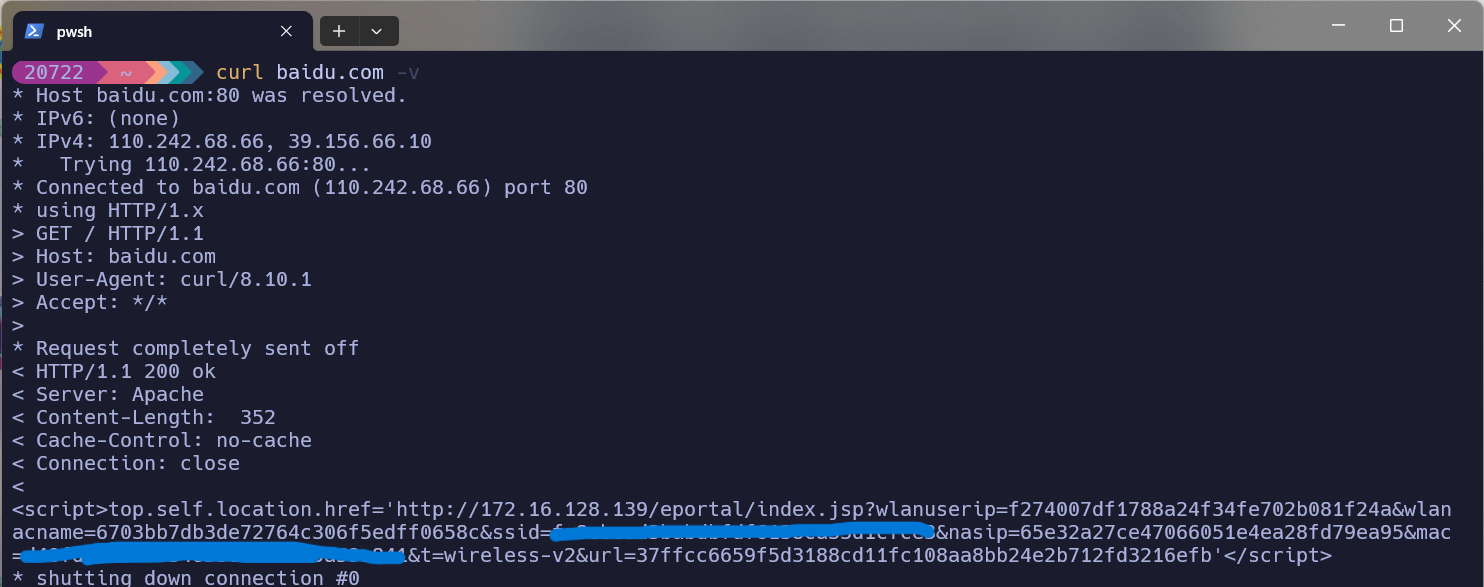 pwsh
20722 ~ curl baidu.com -v
* Host baidu.com:80 was resolved.
* IPv6: (none)
* IPv4: 110.242.68.66, 39.156.66.10
*   Trying 110.242.68.66:80...
* Connected to baidu.com (110.242.68.66) port 80
* using HTTP/1.x
> GET / HTTP/1.1
> Host: baidu.com
> User-Agent: curl/8.10.1
> Accept: */*
>
* Request completely sent off
< HTTP/1.1 200 ok
< Server: Apache
< Content-Length:  352
< Cache-Control: no-cache
< Connection: close
<
<script>top.self.location.href='http://172.16.128.139/eportal/index.jsp?wlanuserip=f274007df1788a24f34fe702b081f24a&wlan
acname=6703bb7db3de72764c306f5edff0658c&ssid= &nasip=65e32a27ce47066051e4ea28fd79ea95&mac
= &t=wireless-v2&url=37ffcc6659f5d3188cd11fc108aa8bb24e2b712fd3216efb'</script>
* shutting down connection #0